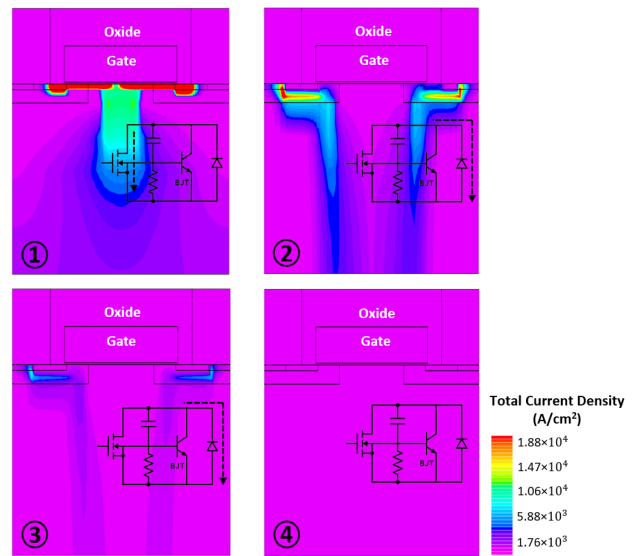 Oxide
Gate
BJT
①
Oxide
Gate
BJT
②
Oxide
Gate
BJT
③
Oxide
Gate
BJT
④
Total Current Density
(A/cm²)
1.88×10⁴
1.47×10⁴
1.06×10⁴
5.88×10³
1.76×10³